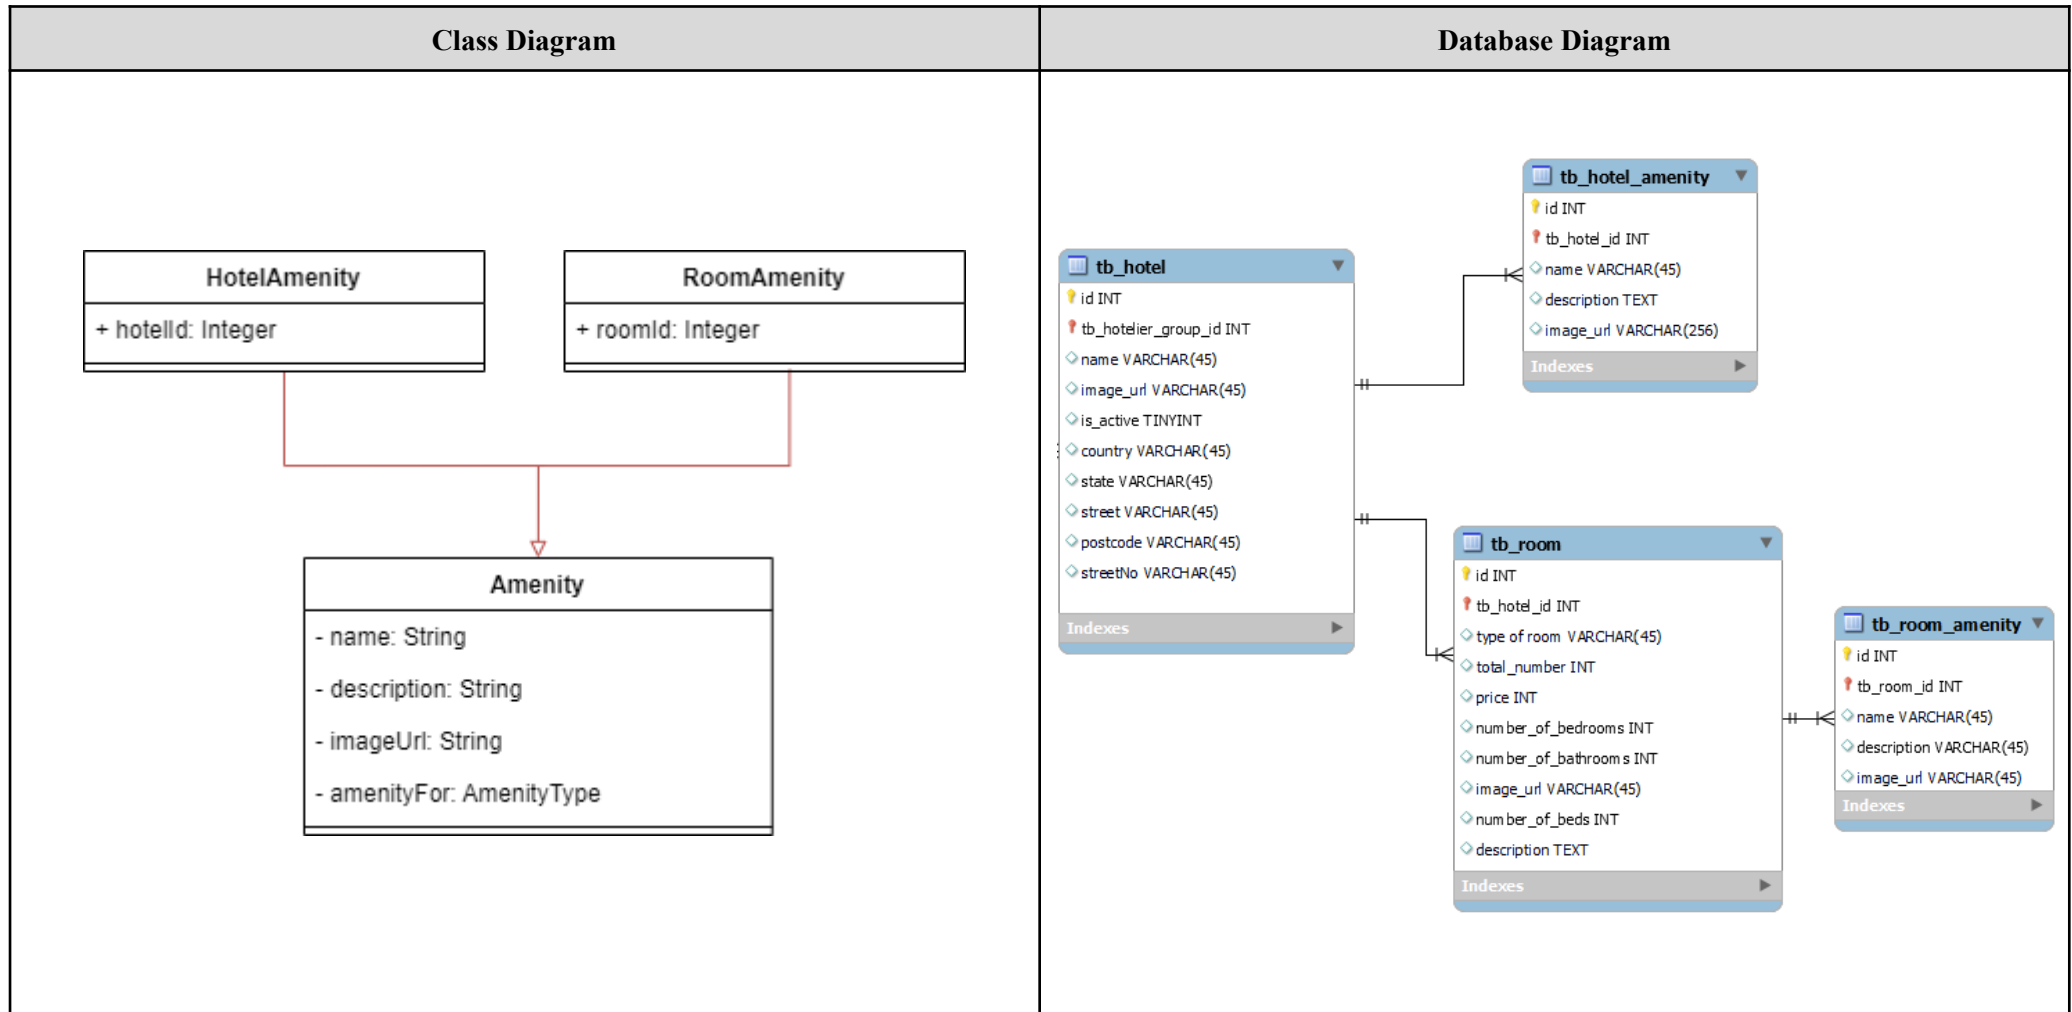 Class Diagram
Database Diagram
HotelAmenity
+ hotelId: Integer
RoomAmenity
+ roomId: Integer
Amenity
- name: String
- description: String
- imageUrl: String
- amenityFor: AmenityType
tb_hotel
id INT
tb_hotelier_group_id INT
name VARCHAR(45)
image_url VARCHAR(45)
is_active TINYINT
country VARCHAR(45)
state VARCHAR(45)
street VARCHAR(45)
postcode VARCHAR(45)
streetNo VARCHAR(45)
Indexes
tb_hotel_amenity
id INT
tb_hotel_id INT
name VARCHAR(45)
description TEXT
image_url VARCHAR(256)
Indexes
tb_room
id INT
tb_hotel_id INT
type of room VARCHAR(45)
total_number INT
price INT
number_of_bedrooms INT
number_of_bathrooms INT
image_url VARCHAR(45)
number_of_beds INT
description TEXT
Indexes
tb_room_amenity
id INT
tb_room_id INT
name VARCHAR(45)
description VARCHAR(45)
image_url VARCHAR(45)
Indexes